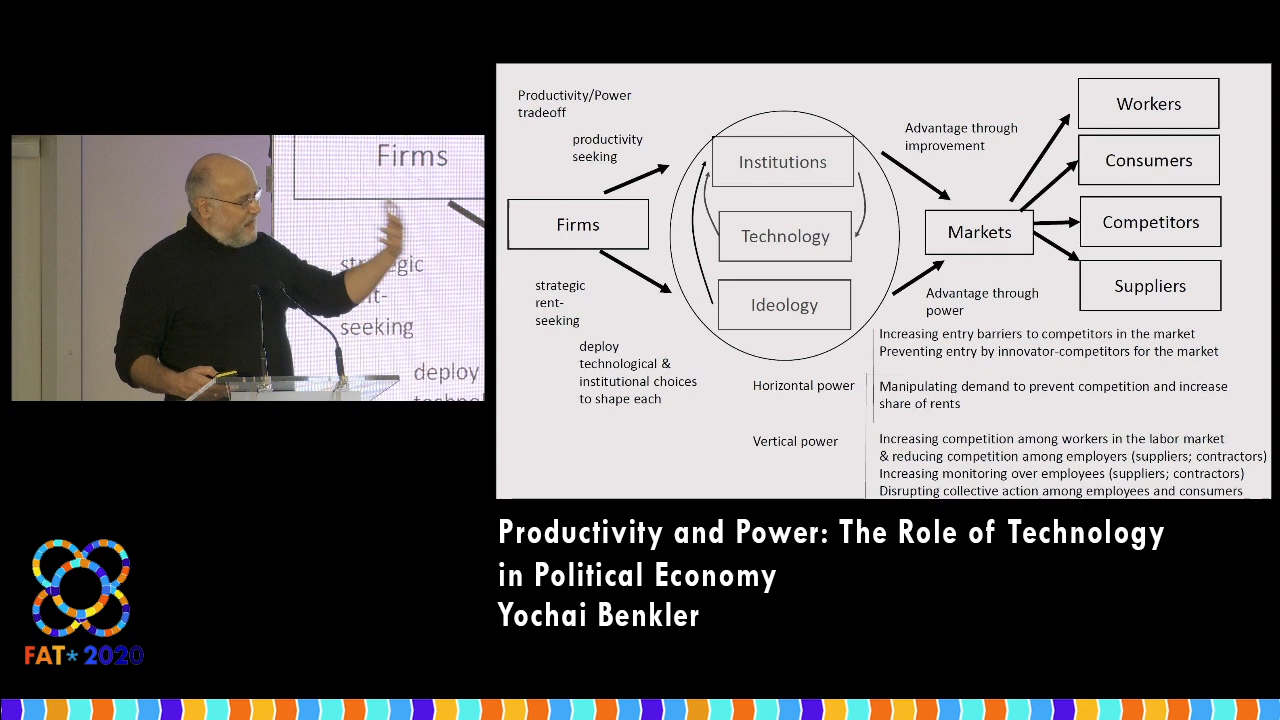 Firms
strategic
rent-
seeking
deploy
Productivity/Power
tradeoff
productivity
seeking
Firms
strategic
rent-
seeking
deploy
technological &
institutional choices
to shape each
Institutions
Technology
Ideology
Advantage through
improvement
Markets
Advantage through
power
Workers
Consumers
Competitors
Suppliers
Increasing entry barriers to competitors in the market
Preventing entry by innovator-competitors for the market
Horizontal power
Manipulating demand to prevent competition and increase
share of rents
Vertical power
Increasing competition among workers in the labor market
& reducing competition among employers (suppliers; contractors)
Increasing monitoring over employees (suppliers; contractors)
Disrupting collective action among employees and consumers
Productivity and Power: The Role of Technology
in Political Economy
Yochai Benkler
FAT* 2020